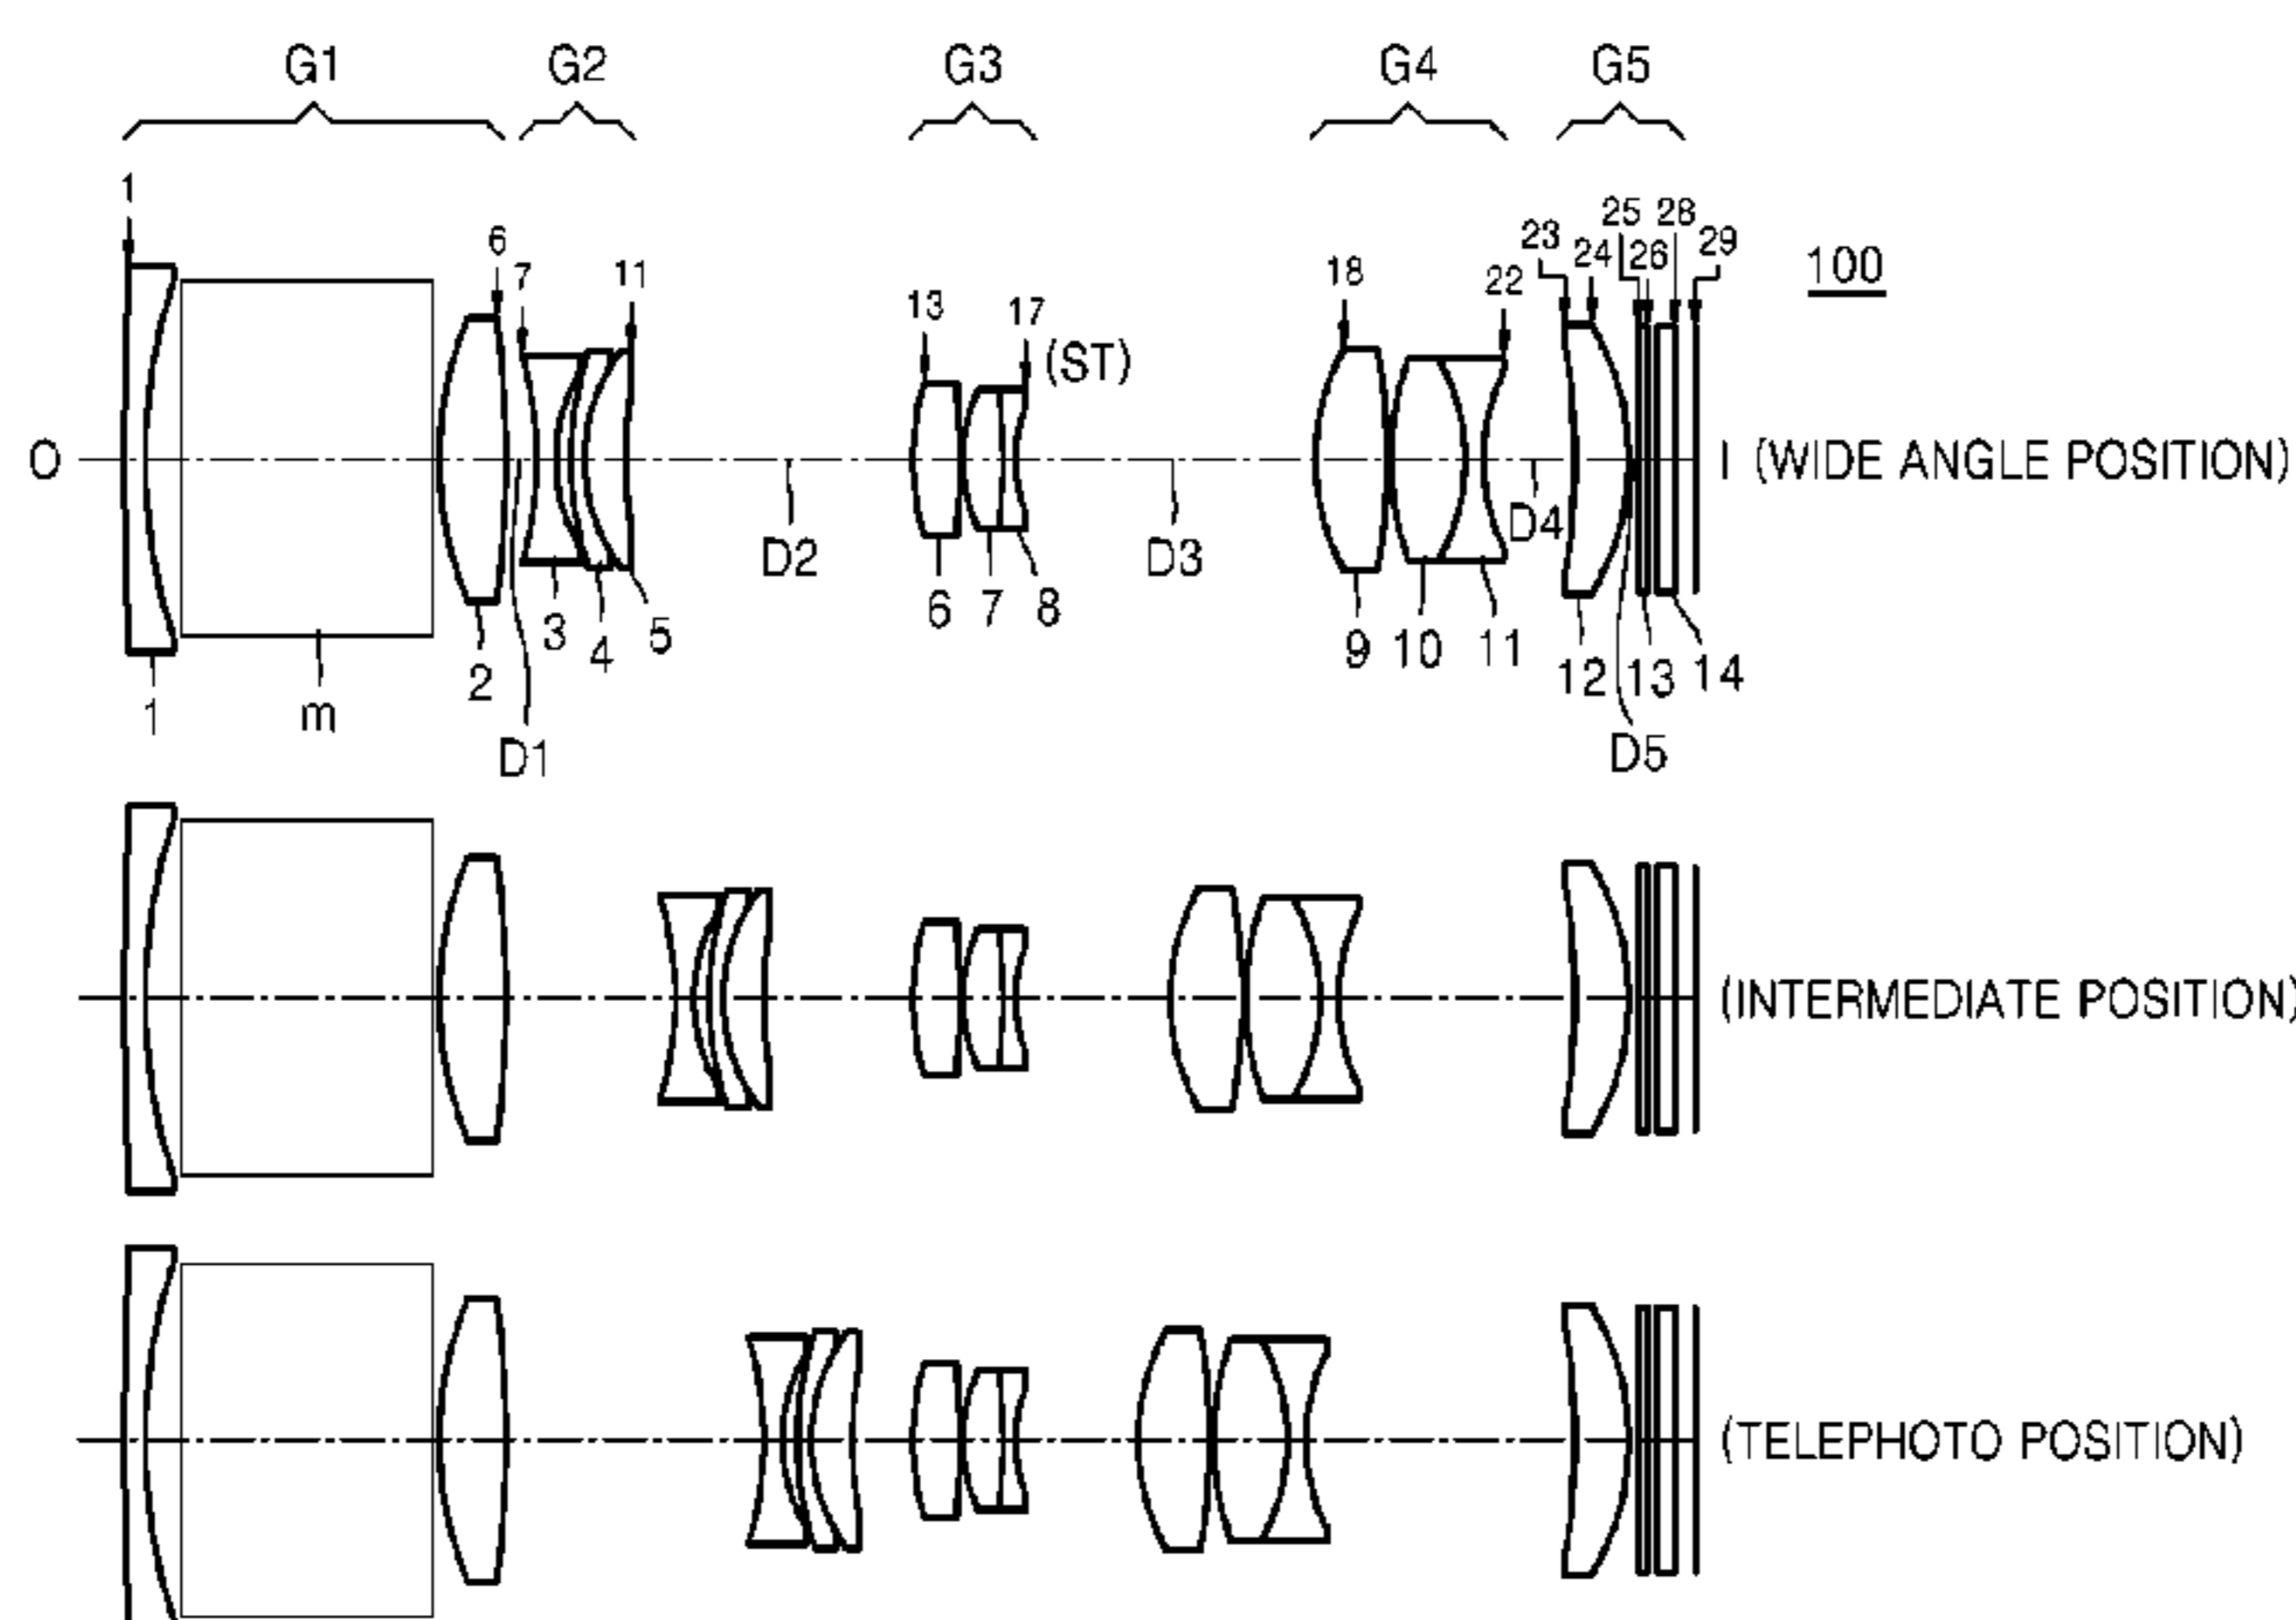 G1 G2 G3 G4 G5
1 6 7 11 13 17 (ST) 18 22 23 24 25 26 28 29 100
O I (WIDE ANGLE POSITION)
D2 D3 D4
1 m 2 3 4 5 6 7 8 9 10 11 12 13 14
D1 D5
(INTERMEDIATE POSITION)
(TELEPHOTO POSITION)